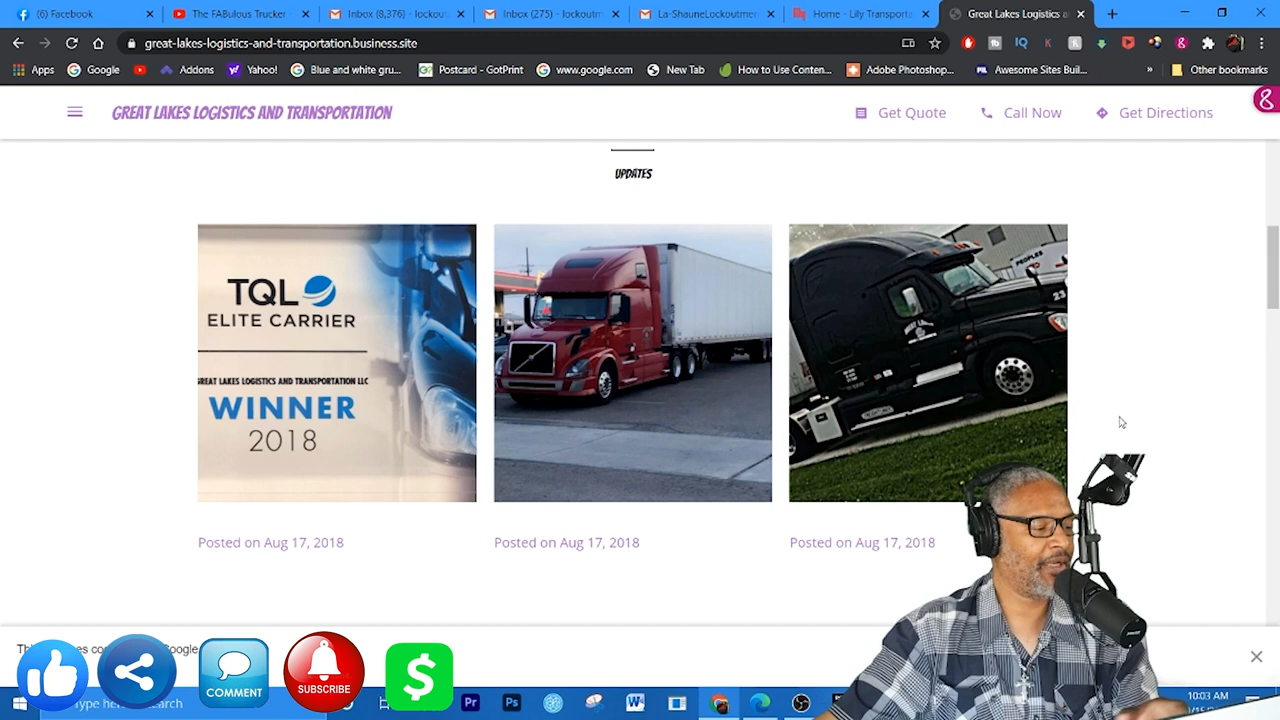 (6) Facebook
The FABulous Trucker
Inbox (8,376) - lockout
Inbox (275) - lockoutm
La-ShauneLockoutmen
Home - Lily Transporta
Great Lakes Logistics a
great-lakes-logistics-and-transportation.business.site
Apps
Google
Addons
Yahoo!
Blue and white gru...
Postcard - GotPrint
www.google.com
New Tab
How to Use Conten...
Adobe Photoshop...
Awesome Sites Buil...
»
Other bookmarks
GREAT LAKES LOGISTICS AND TRANSPORTATION
Get Quote
Call Now
Get Directions
UPDATES
TQL
ELITE CARRIER
GREAT LAKES LOGISTICS AND TRANSPORTATION LLC
WINNER
2018
PEOPLES
23
Posted on Aug 17, 2018
Posted on Aug 17, 2018
Posted on Aug 17, 2018
COMMENT
SUBSCRIBE
$
Type here
search
10:03 AM